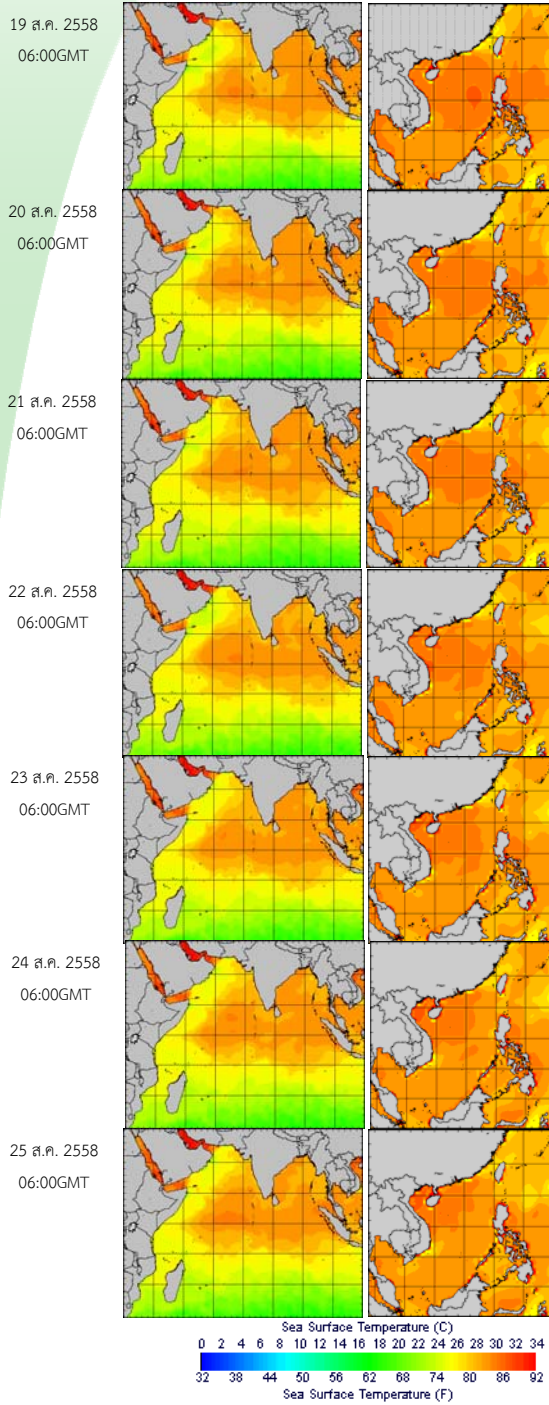 19 ส.ค. 2558
06:00GMT
20 ส.ค. 2558
06:00GMT
21 ส.ค. 2558
06:00GMT
22 ส.ค. 2558
06:00GMT
23 ส.ค. 2558
06:00GMT
24 ส.ค. 2558
06:00GMT
25 ส.ค. 2558
06:00GMT
Sea Surface Temperature (C)
0 2 4 6 8 10 12 14 16 18 20 22 24 26 28 30 32 34
32 38 44 50 56 62 68 74 80 86 92
Sea Surface Temperature (F)